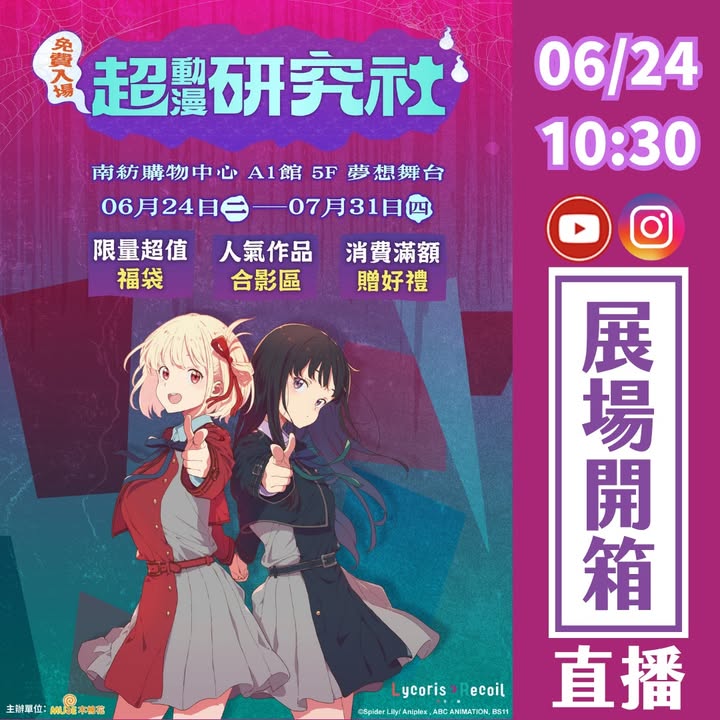 免費入場
超動漫研究社
南紡購物中心 A1館 5F 夢想舞台
06月24日㊁——07月31日㊃
限量超值
福袋
人氣作品
合影區
消費滿額
贈好禮
06/24
10:30
展場開箱
直播
Lycoris Recoil
主辦單位: MUSE木棉花
©Spider Lily/ Aniplex , ABC ANIMATION, BS11